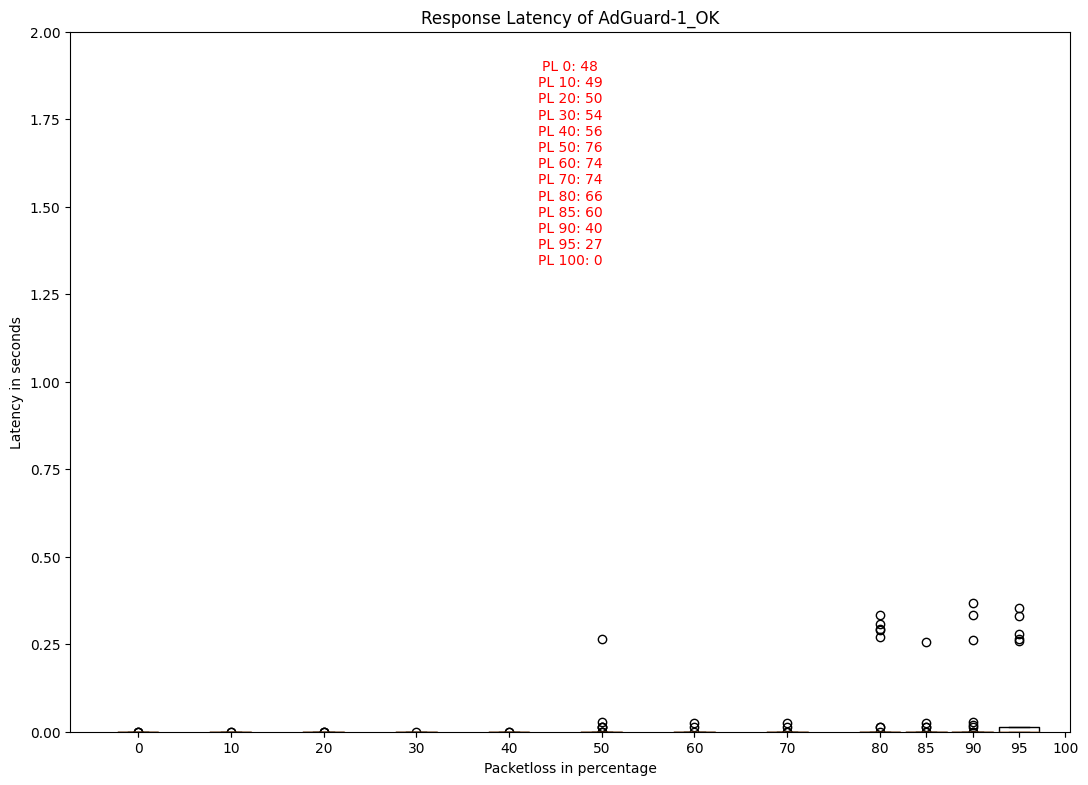 Response Latency of AdGuard-1_OK
2.00
1.75
1.50
1.25
1.00
0.75
0.50
0.25
0.00
Latency in seconds
PL 0: 48
PL 10: 49
PL 20: 50
PL 30: 54
PL 40: 56
PL 50: 76
PL 60: 74
PL 70: 74
PL 80: 66
PL 85: 60
PL 90: 40
PL 95: 27
PL 100: 0
0 10 20 30 40 50 60 70 80 85 90 95 100
Packetloss in percentage